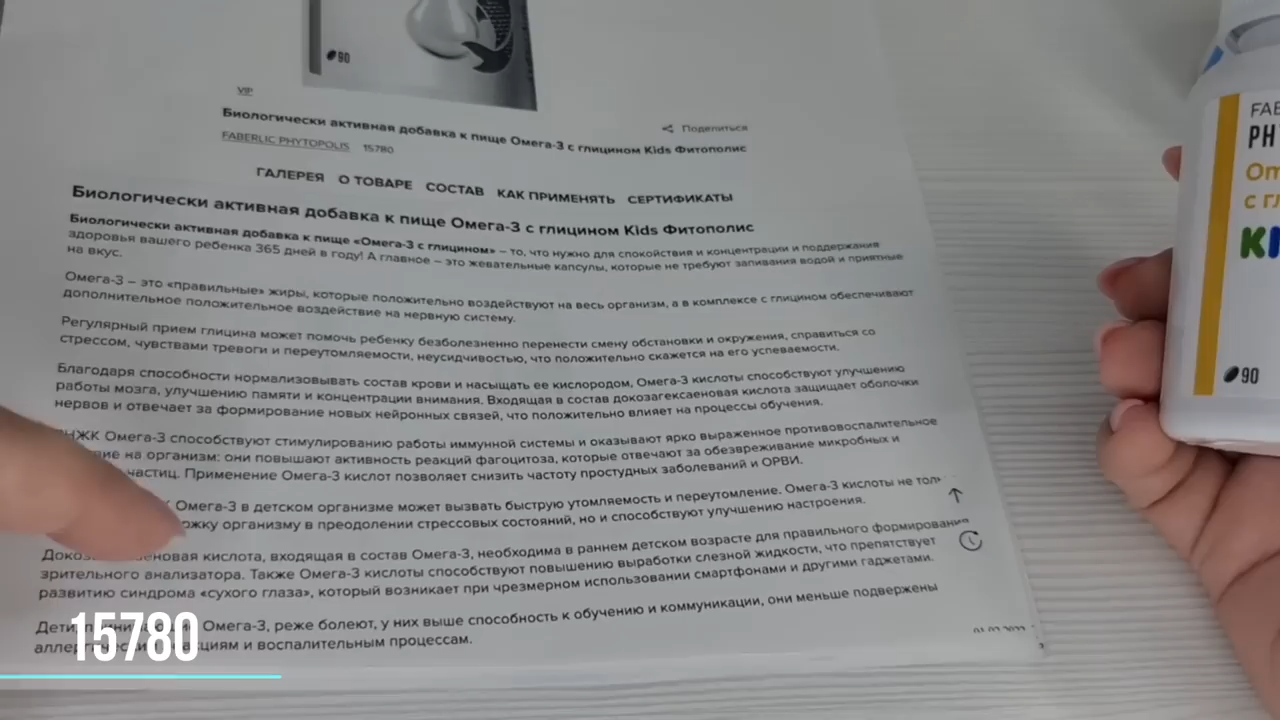 90
VIP
Биологически активная добавка к пище Омега-3 с глицином Kids Фитополис
Поделиться
FABERLIC PHYTOPOLIS 15780
ГАЛЕРЕЯ О ТОВАРЕ СОСТАВ КАК ПРИМЕНЯТЬ СЕРТИФИКАТЫ
Биологически активная добавка к пище Омега-3 с глицином Kids Фитополис
Биологически активная добавка к пище «Омега-3 с глицином» – то, что нужно для спокойствия и концентрации и поддержания
здоровья вашего ребенка 365 дней в году! А главное – это жевательные капсулы, которые не требуют запивания водой и приятные
на вкус.
Омега-3 – это «правильные» жиры, которые положительно воздействуют на весь организм, а в комплексе с глицином обеспечивают
дополнительное положительное воздействие на нервную систему.
Регулярный прием глицина может помочь ребенку безболезненно перенести смену обстановки и окружения, справиться со
стрессом, чувствами тревоги и переутомляемости, неусидчивостью, что положительно скажется на его успеваемости.
Благодаря способности нормализовывать состав крови и насыщать ее кислородом, Омега-3 кислоты способствуют улучшению
работы мозга, улучшению памяти и концентрации внимания. Входящая в состав докозагексаеновая кислота защищает оболочки
нервов и отвечает за формирование новых нейронных связей, что положительно влияет на процессы обучения.
НЖК Омега-3 способствуют стимулированию работы иммунной системы и оказывают ярко выраженное противовоспалительное
на организм: они повышают активность реакций фагоцитоза, которые отвечают за обезвреживание микробных и
частиц. Применение Омега-3 кислот позволяет снизить частоту простудных заболеваний и ОРВИ.
Омега-3 в детском организме может вызвать быструю утомляемость и переутомление. Омега-3 кислоты не
организму в преодолении стрессовых состояний, но и способствуют улучшению настроения.
кислота, входящая в состав Омега-3, необходима в раннем детском возрасте для правильного формирования
зрительного анализатора. Также Омега-3 кислоты способствуют повышению выработки слезной жидкости, что препятствует
развитию синдрома «сухого глаза», который возникает при чрезмерном использовании смартфонами и другими гаджетами.
Омега-3, реже болеют, у них выше способность к обучению и коммуникации, они меньше подвержены
и воспалительным процессам.
15780
FAB
PH
Ом
с гл
KI
90